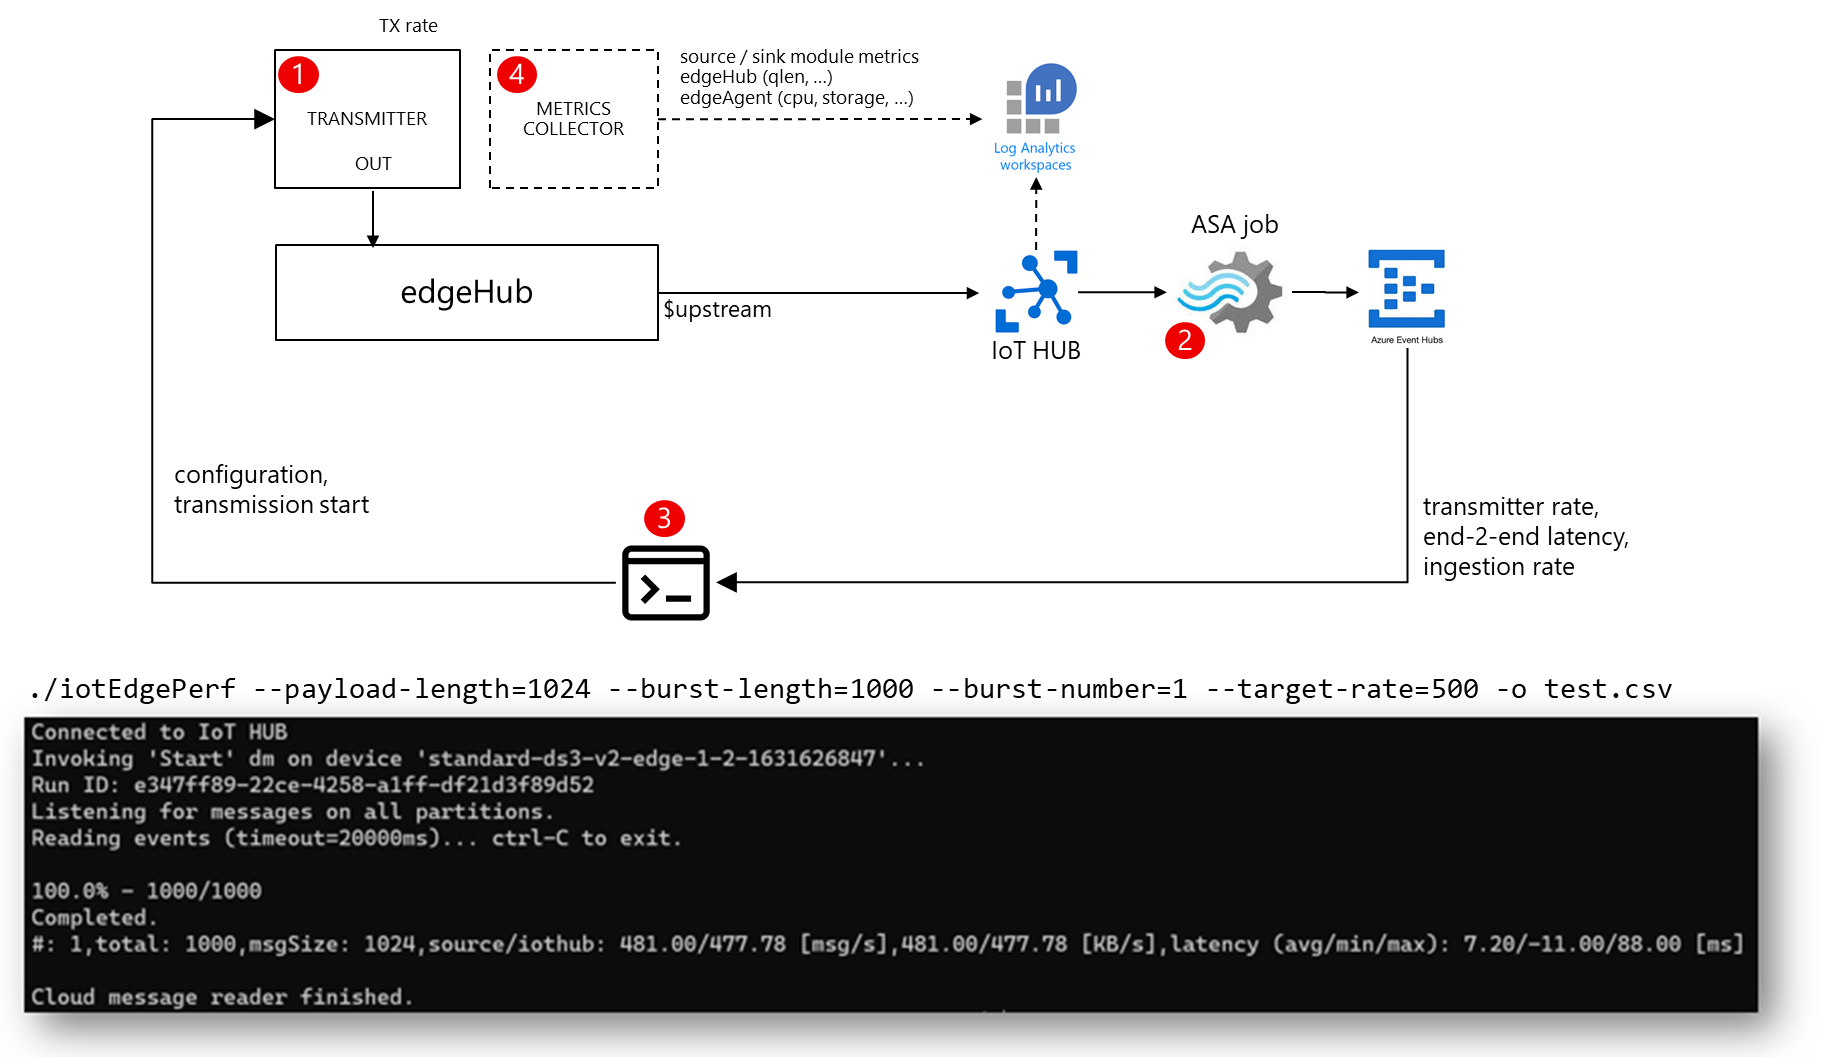 TX rate
1
TRANSMITTER
OUT
4
METRICS
COLLECTOR
source / sink module metrics
edgeHub (qlen, ...)
edgeAgent (cpu, storage, ...)
Log Analytics
workspaces
edgeHub
$upstream
IoT HUB
ASA job
2
Azure Event Hubs
configuration,
transmission start
3
transmitter rate,
end-2-end latency,
ingestion rate
./iotEdgePerf --payload-length=1024 --burst-length=1000 --burst-number=1 --target-rate=500 -o test.csv
Connected to IoT HUB
Invoking 'Start' dm on device 'standard-ds3-v2-edge-1-2-1631626847'...
Run ID: e347ff89-22ce-4258-a1ff-df21d3f89d52
Listening for messages on all partitions.
Reading events (timeout=20000ms)... ctrl-C to exit.
100.0% - 1000/1000
Completed.
#: 1,total: 1000,msgSize: 1024,source/iothub: 481.00/477.78 [msg/s],481.00/477.78 [KB/s],latency (avg/min/max): 7.20/-11.00/88.00 [ms]
Cloud message reader finished.